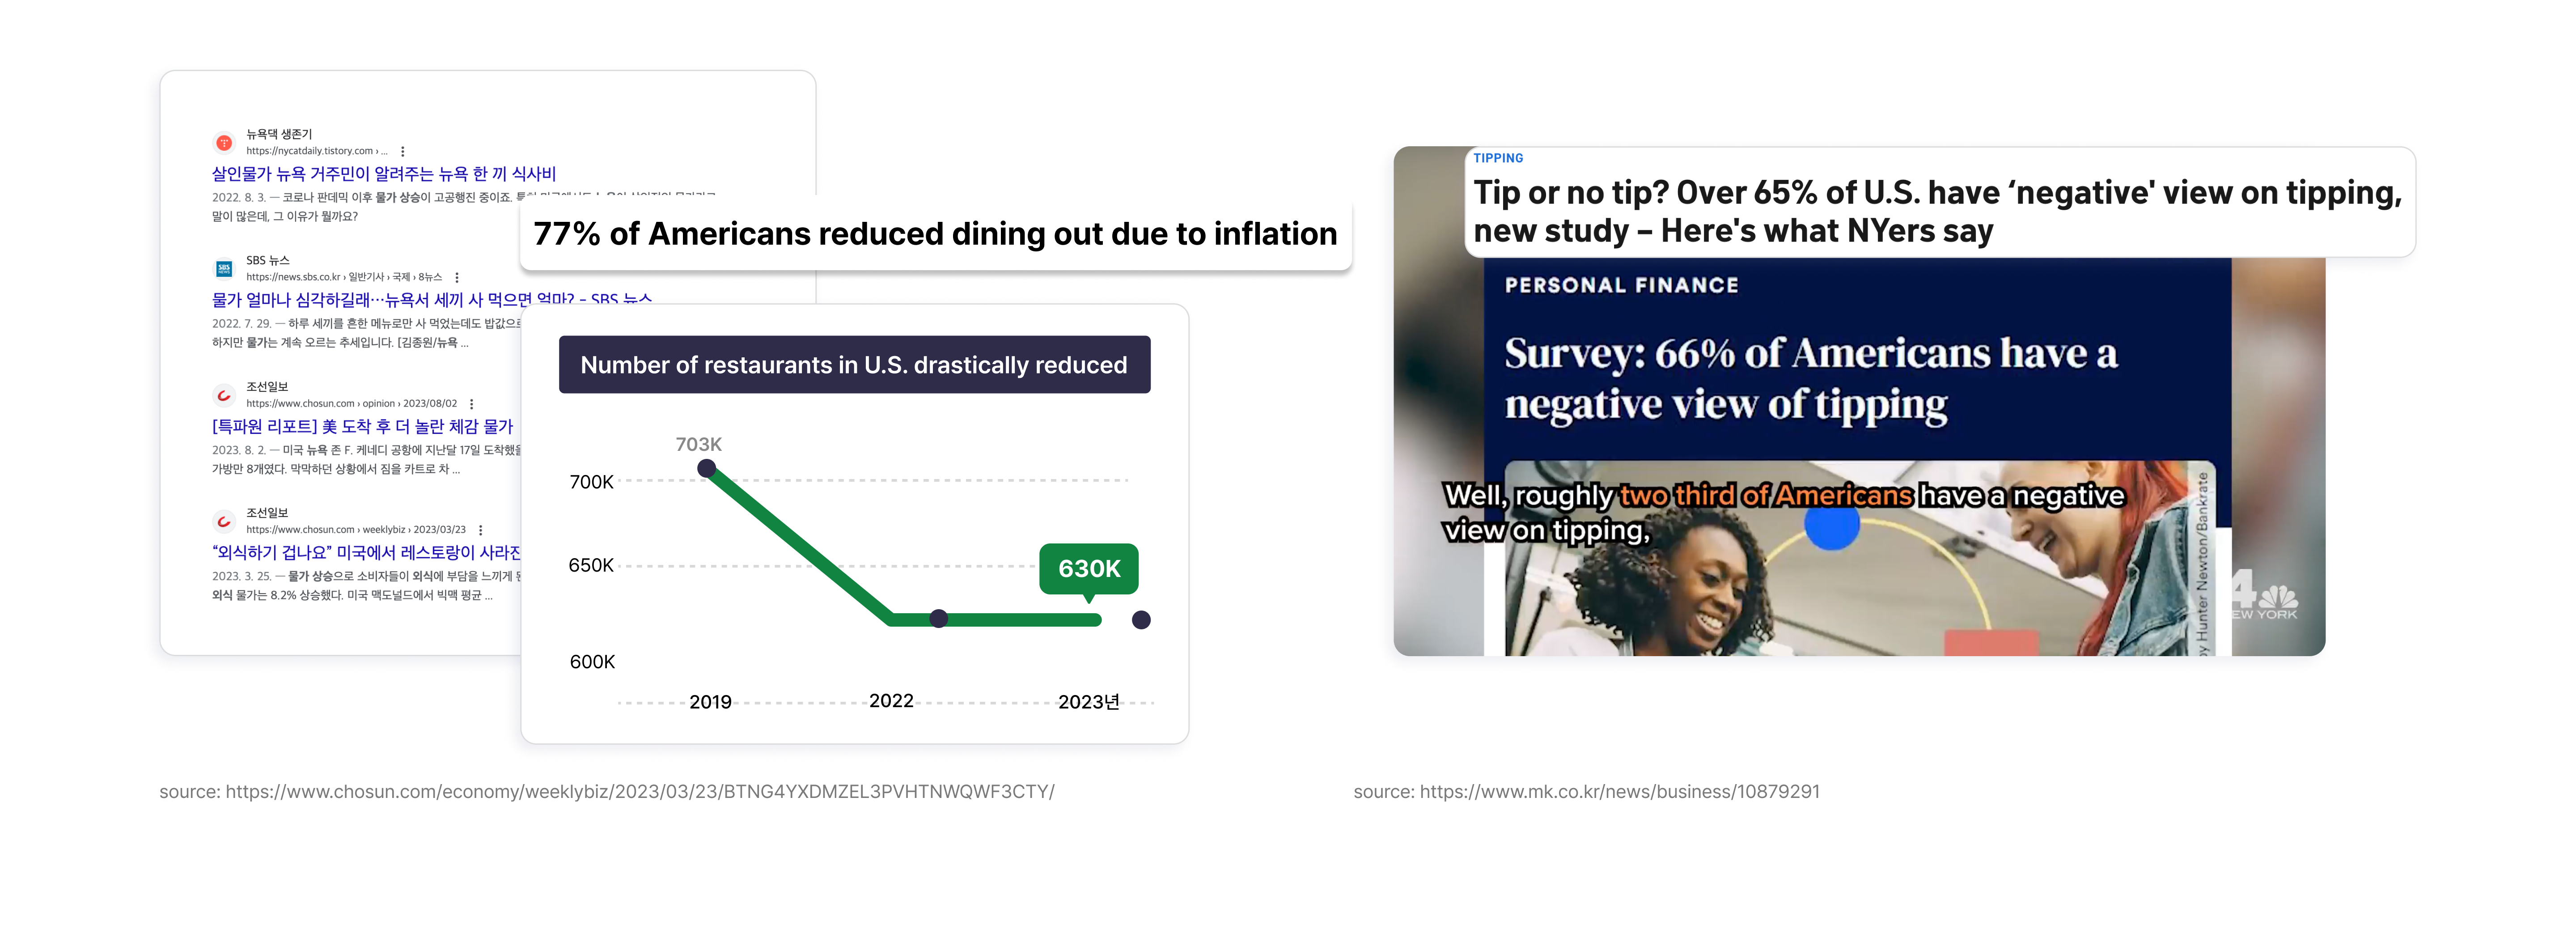 뉴욕댁 생존기
https://nycatdaily.tistory.com › ...
살인물가 뉴욕 거주민이 알려주는 뉴욕 한 끼 식사비
2022. 8. 3. — 코로나 판데믹 이후 물가 상승이 고공행진 중이죠.
말이 많은데, 그 이유가 뭘까요?
77% of Americans reduced dining out due to inflation
SBS NEWS
SBS 뉴스
https://news.sbs.co.kr › 일반기사 › 국제 › 8뉴스
물가 얼마나 심각하길래…뉴욕서 세끼 사 먹으면 얼마? - SBS 뉴스
2022. 7. 29. — 하루 세끼를 흔한 메뉴로만 사 먹었는데도 밥값으로
하지만 물가는 계속 오르는 추세입니다. [김종원/뉴욕 ...
조선일보
https://www.chosun.com › opinion › 2023/08/02
[특파원 리포트] 美 도착 후 더 놀란 체감 물가
2023. 8. 2. — 미국 뉴욕 존 F. 케네디 공항에 지난달 17일 도착했을
가방만 8개였다. 막막하던 상황에서 짐을 카트로 차 ...
조선일보
https://www.chosun.com › weeklybiz › 2023/03/23
“외식하기 겁나요” 미국에서 레스토랑이 사라진
2023. 3. 25. — 물가 상승으로 소비자들이 외식에 부담을 느끼게
외식 물가는 8.2% 상승했다. 미국 맥도널드에서 빅맥 평균 ...
Number of restaurants in U.S. drastically reduced
703K
700K
650K
630K
600K
2019
2022
2023년
source: https://www.chosun.com/economy/weeklybiz/2023/03/23/BTNG4YXDMZEL3PVHTNWQWF3CTY/
TIPPING
Tip or no tip? Over 65% of U.S. have ‘negative' view on tipping,
new study – Here's what NYers say
PERSONAL FINANCE
Survey: 66% of Americans have a
negative view of tipping
Well, roughly two third of Americans have a negative
view on tipping,
by Hunter Newton/Bankrate
4
NEW YORK
source: https://www.mk.co.kr/news/business/10879291